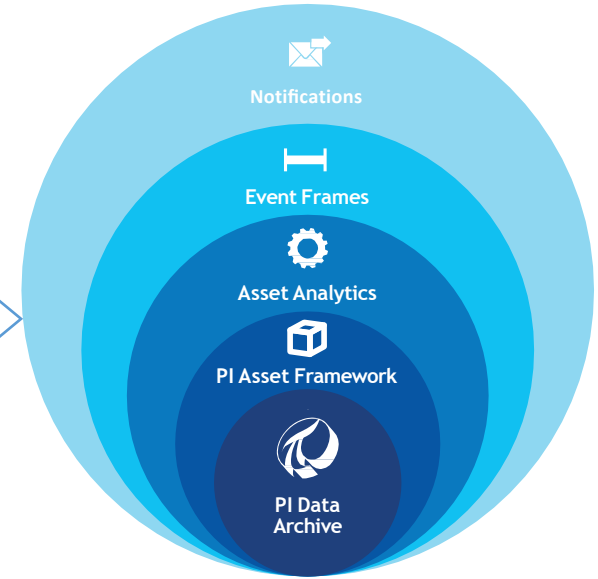 Notifications
Event Frames
Asset Analytics
PI Asset Framework
PI Data
Archive